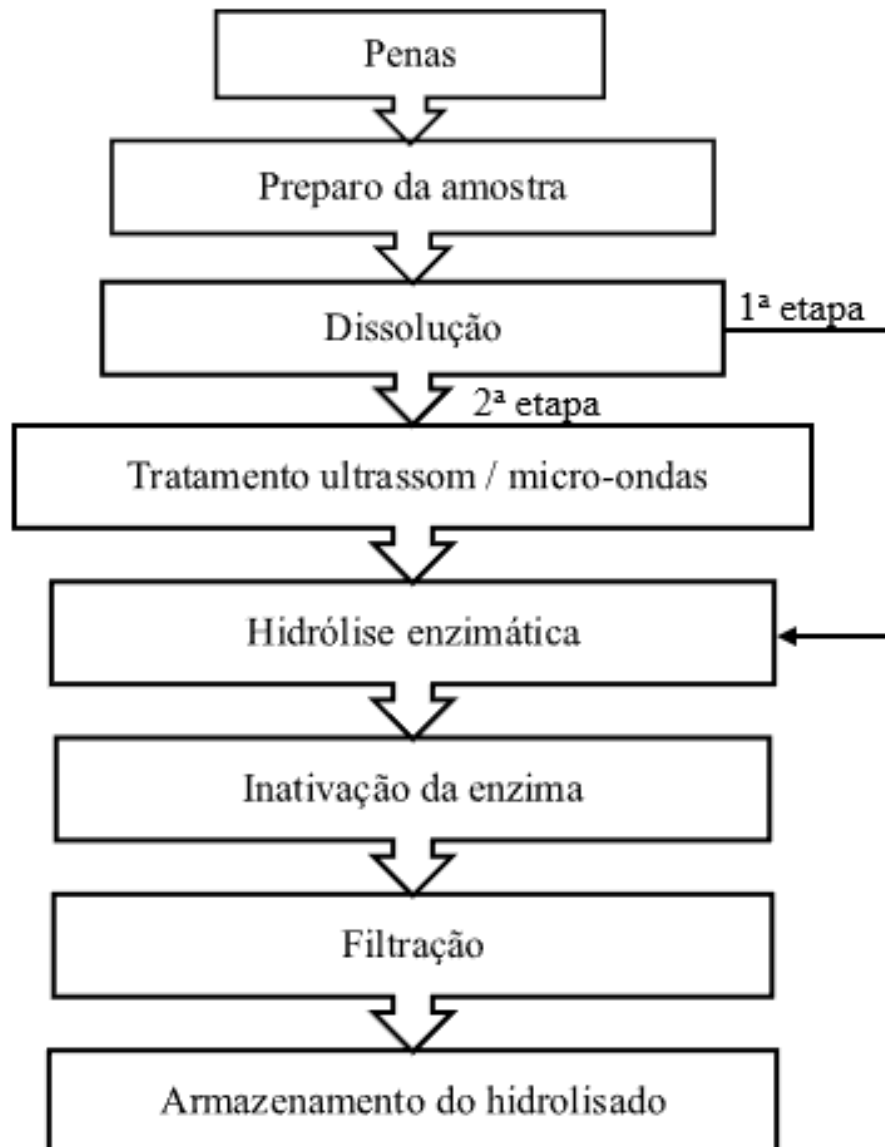 Penas
Preparo da amostra
Dissolução
1ª etapa
2ª etapa
Tratamento ultrassom / micro-ondas
Hidrólise enzimática
Inativação da enzima
Filtração
Armazenamento do hidrolisado